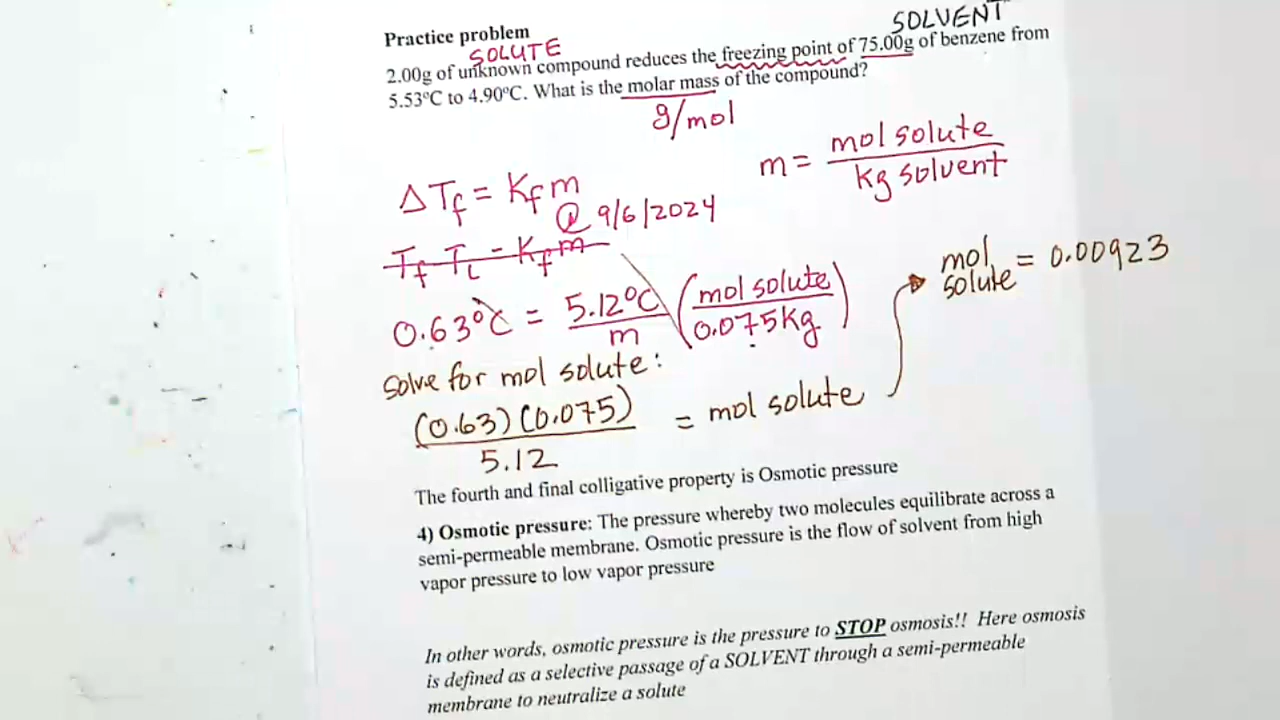 Practice problem
SOLUTE
SOLVENT
2.00g of unknown compound reduces the freezing point of 75.00g of benzene from
5.53ºC to 4.90ºC. What is the molar mass of the compound?
g/mol
m = mol solute / kg solvent
ΔTf = Kf m
@ 9/6/2024
Tf Ti - Kf m
0.63°C = 5.12°C / m (mol solute / 0.075kg)
mol solute = 0.00923
Solve for mol solute:
(0.63)(0.075) / 5.12 = mol solute
The fourth and final colligative property is Osmotic pressure
4) Osmotic pressure: The pressure whereby two molecules equilibrate across a
semi-permeable membrane. Osmotic pressure is the flow of solvent from high
vapor pressure to low vapor pressure
In other words, osmotic pressure is the pressure to STOP osmosis!! Here osmosis
is defined as a selective passage of a SOLVENT through a semi-permeable
membrane to neutralize a solute